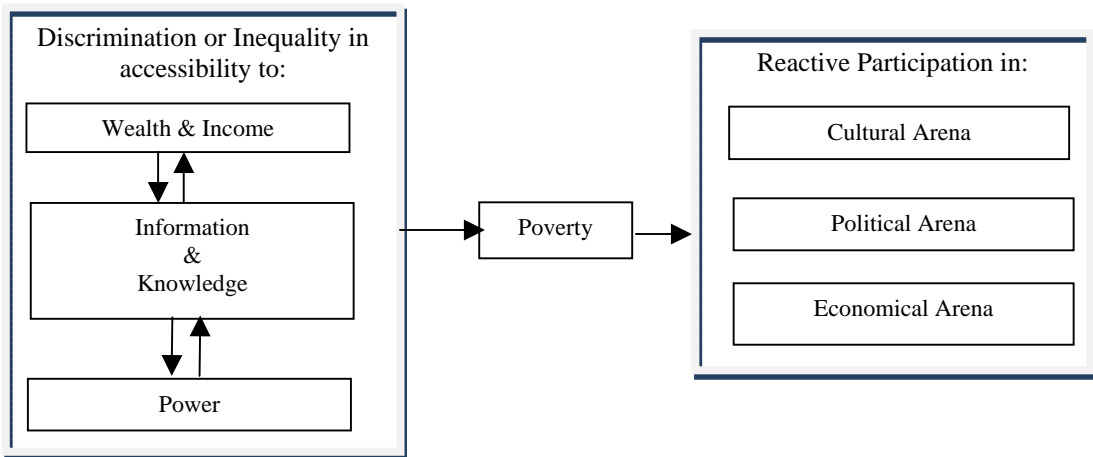 Discrimination or Inequality in
accessibility to:
Wealth & Income
Information
&
Knowledge
Power
Poverty
Reactive Participation in:
Cultural Arena
Political Arena
Economical Arena